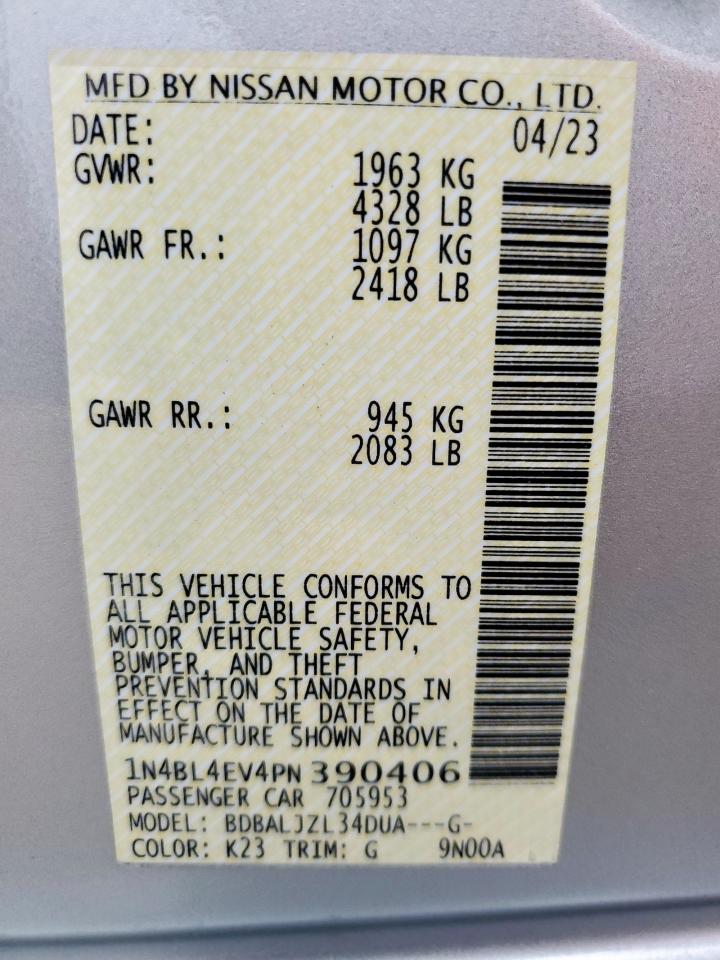 MFD BY NISSAN MOTOR CO., LTD.
DATE: 04/23
GVWR: 1963 KG
4328 LB
GAWR FR.: 1097 KG
2418 LB
GAWR RR.: 945 KG
2083 LB
THIS VEHICLE CONFORMS TO
ALL APPLICABLE FEDERAL
MOTOR VEHICLE SAFETY,
BUMPER, AND THEFT
PREVENTION STANDARDS IN
EFFECT ON THE DATE OF
MANUFACTURE SHOWN ABOVE.
1N4BL4EV4PN390406
PASSENGER CAR 705953
MODEL: BDBALJZL34DUA---G-
COLOR: K23 TRIM: G 9N00A